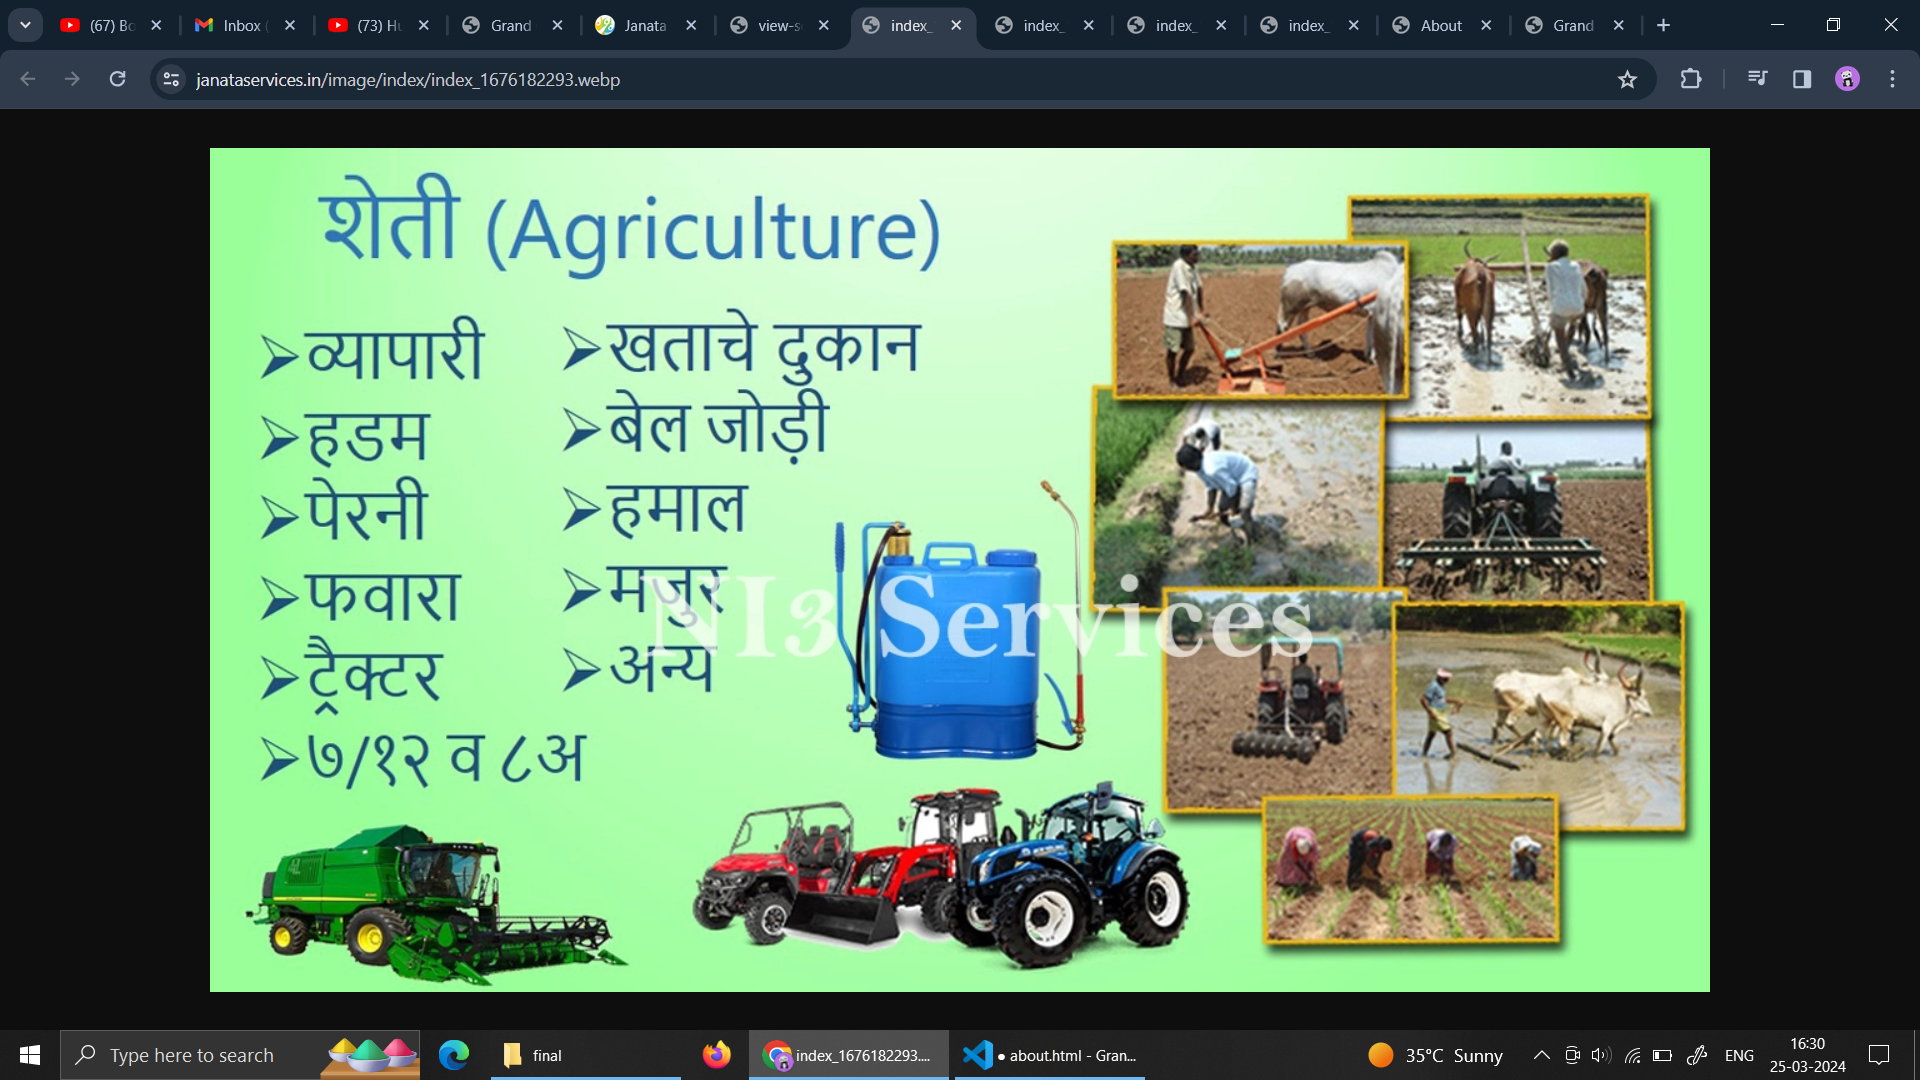 (67) Bo
Inbox (
(73) Hu
Grand
Janata
view-s
index_
index_
index_
index_
About
Grand
janataservices.in/image/index/index_1676182293.webp
शेती (Agriculture)
➢व्यापारी
➢हडम
➢पेरनी
➢फवारा
➢ट्रैक्टर
➢७/१२ व ८अ
➢खताचे दुकान
➢बेल जोड़ी
➢हमाल
➢मजुर
➢अन्य
NI3 Services
Type here to search
final
index_1676182293....
● about.html - Gran...
35°C Sunny
ENG
16:30
25-03-2024